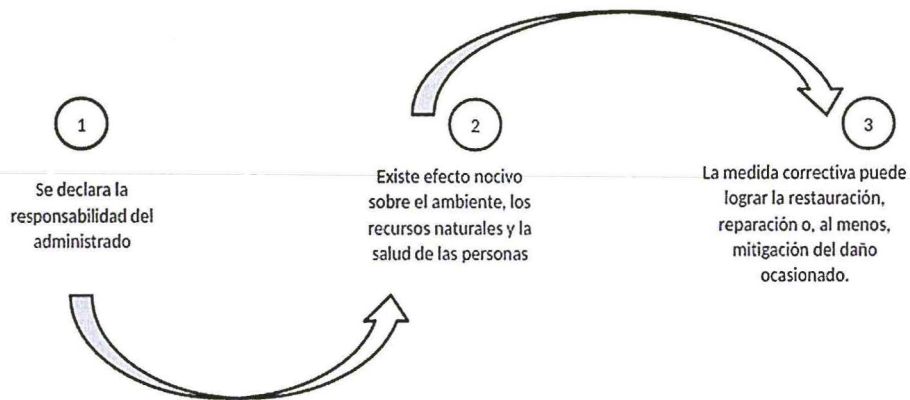 1
Se declara la
responsabilidad del
administrado
2
Existe efecto nocivo
sobre el ambiente, los
recursos naturales y la
salud de las personas
3
La medida correctiva puede
lograr la restauración,
reparación o, al menos,
mitigación del daño
ocasionado.